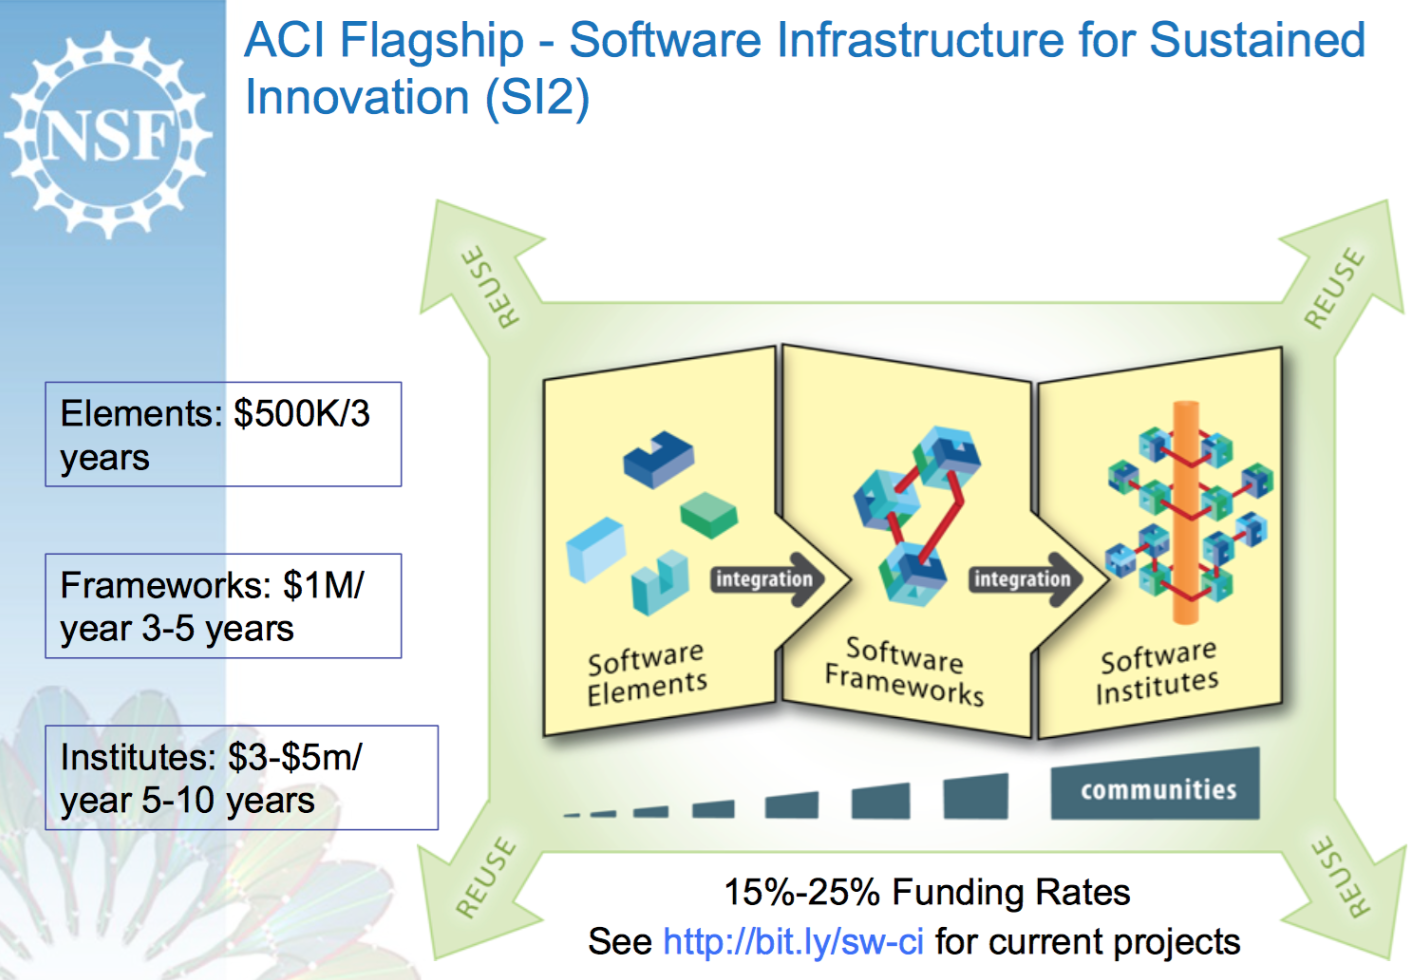 ACI Flagship - Software Infrastructure for Sustained
Innovation (SI2)
NSF
REUSE
REUSE
Elements: $500K/3
years
Frameworks: $1M/
year 3-5 years
Institutes: $3-$5m/
year 5-10 years
integration
integration
Software
Elements
Software
Frameworks
Software
Institutes
communities
REUSE
REUSE
15%-25% Funding Rates
See http://bit.ly/sw-ci for current projects